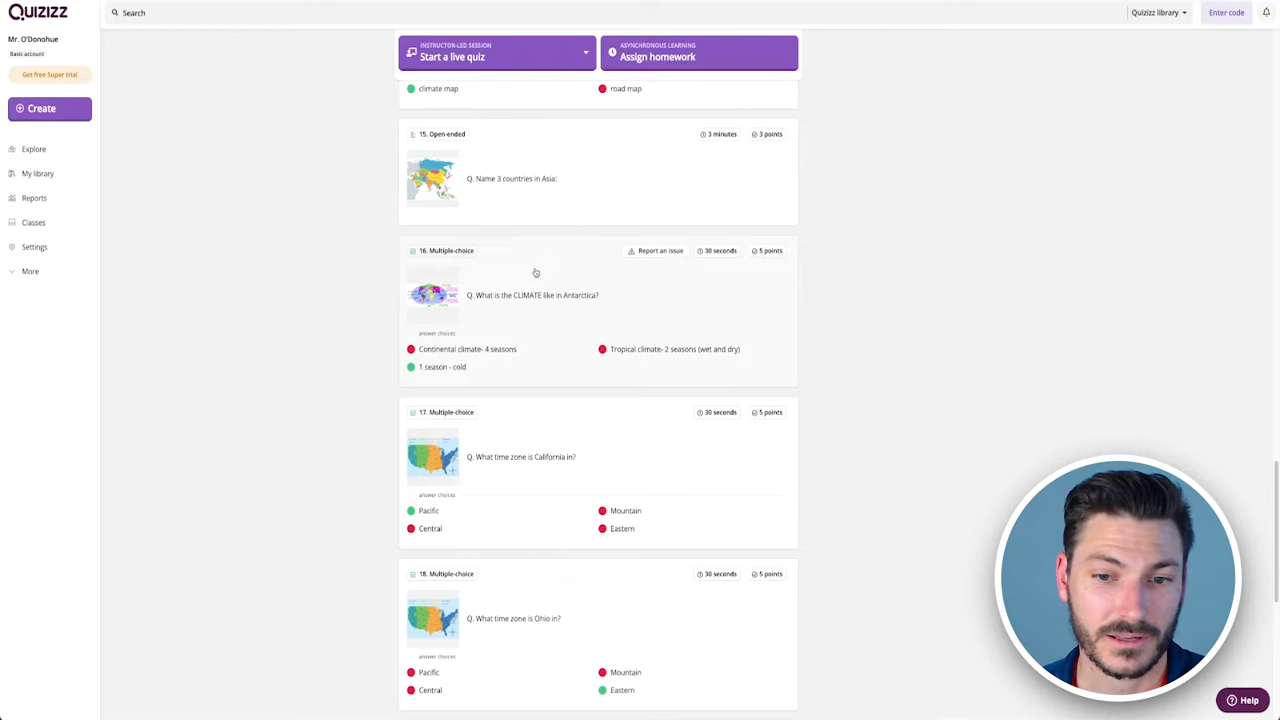 QUIZIZZ
Search
Quizizz library
Enter code
Mr. O'Donohue
Basic account
Get free Super trial
Create
Explore
My library
Reports
Classes
Settings
More
INSTRUCTOR-LED SESSION
Start a live quiz
ASYNCHRONOUS LEARNING
Assign homework
climate map
road map
15. Open-ended
3 minutes
3 points
Q. Name 3 countries in Asia:
16. Multiple-choice
Report an issue
30 seconds
5 points
Q. What is the CLIMATE like in Antarctica?
answer choices
Continental climate- 4 seasons
Tropical climate- 2 seasons (wet and dry)
1 season - cold
17. Multiple-choice
30 seconds
5 points
Q. What time zone is California in?
answer choices
Pacific
Mountain
Central
Eastern
18. Multiple-choice
30 seconds
5 points
Q. What time zone is Ohio in?
answer choices
Pacific
Mountain
Central
Eastern
Help